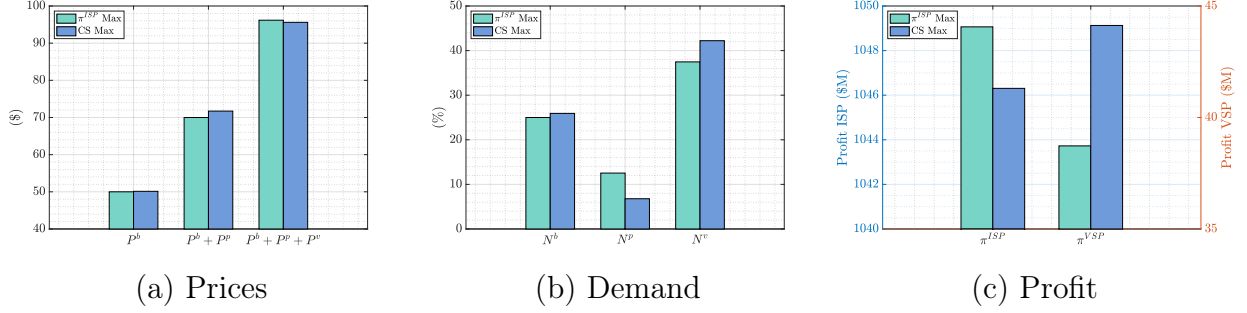 ($)
100
90
80
70
60
50
40
π^{ISP} Max
CS Max
P^b
P^b + P^p
P^b + P^p + P^v
(a) Prices
(%)
50
40
30
20
10
0
π^{ISP} Max
CS Max
N^b
N^p
N^v
(b) Demand
Profit ISP ($M)
1050
1048
1046
1044
1042
1040
π^{ISP} Max
CS Max
π^{ISP}
π^{VSP}
45
40
35
Profit VSP ($M)
(c) Profit